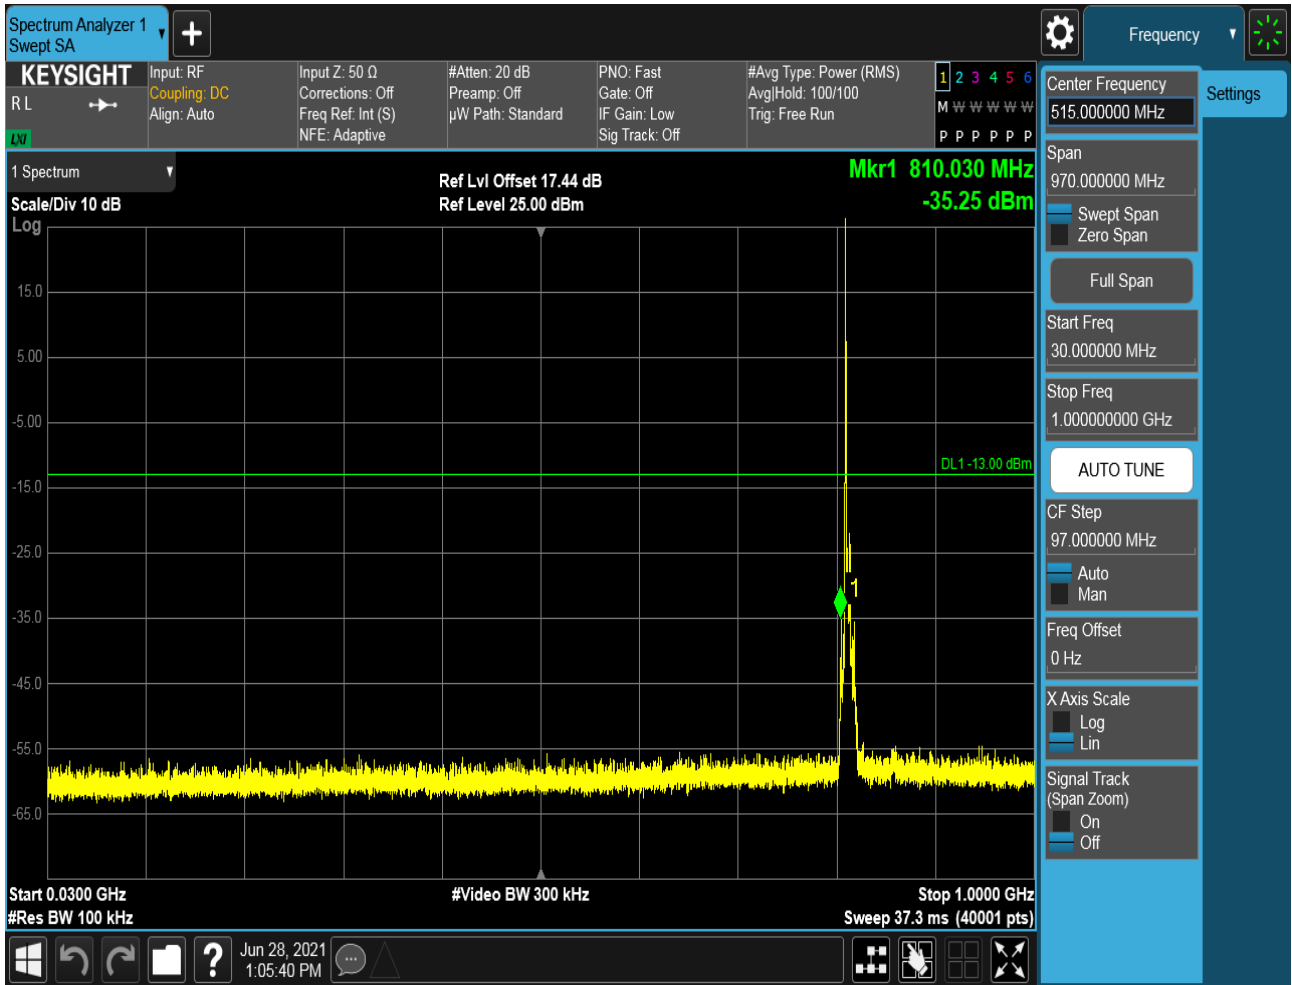 Spectrum Analyzer 1
Swept SA
Frequency
KEYSIGHT
R L
LXI
Input: RF
Coupling: DC
Align: Auto
Input Z: 50 Ω
Corrections: Off
Freq Ref: Int (S)
NFE: Adaptive
#Atten: 20 dB
Preamp: Off
µW Path: Standard
PNO: Fast
Gate: Off
IF Gain: Low
Sig Track: Off
#Avg Type: Power (RMS)
Avg|Hold: 100/100
Trig: Free Run
1 2 3 4 5 6
M W W W W W
P P P P P P
1 Spectrum
Scale/Div 10 dB
Log
Ref Lvl Offset 17.44 dB
Ref Level 25.00 dBm
Mkr1 810.030 MHz
-35.25 dBm
15.0
5.00
-5.00
-15.0
-25.0
-35.0
-45.0
-55.0
-65.0
DL1 -13.00 dBm
1
Start 0.0300 GHz
#Res BW 100 kHz
#Video BW 300 kHz
Stop 1.0000 GHz
Sweep 37.3 ms (40001 pts)
Center Frequency
515.000000 MHz
Settings
Span
970.000000 MHz
Swept Span
Zero Span
Full Span
Start Freq
30.000000 MHz
Stop Freq
1.000000000 GHz
AUTO TUNE
CF Step
97.000000 MHz
Auto
Man
Freq Offset
0 Hz
X Axis Scale
Log
Lin
Signal Track
(Span Zoom)
On
Off
?
Jun 28, 2021
1:05:40 PM